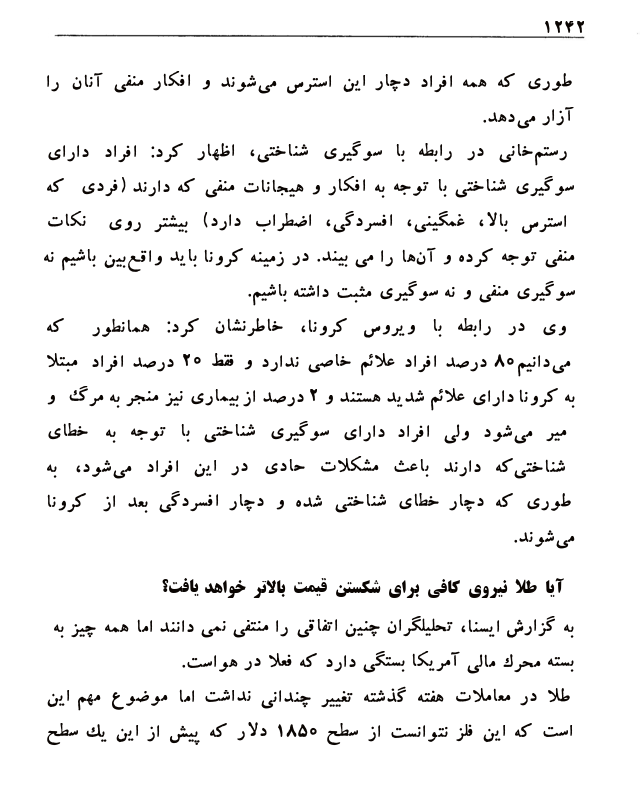 ۱۲۴۲
طوری که همه افراد دچار این استرس می‌شوند و افکار منفی آنان را
آزار می‌دهد.
رستم‌خانی در رابطه با سوگیری شناختی، اظهار کرد: افراد دارای
سوگیری شناختی با توجه به افکار و هیجانات منفی که دارند (فردی که
استرس بالا، غمگینی، افسردگی، اضطراب دارد) بیشتر روی نکات
منفی توجه کرده و آن‌ها را می بیند. در زمینه کرونا باید واقع‌بین باشیم نه
سوگیری منفی و نه سوگیری مثبت داشته باشیم.
وی در رابطه با ویروس کرونا، خاطرنشان کرد: همانطور که
می‌دانیم ۸۰ درصد افراد علائم خاصی ندارد و فقط ۲۰ درصد افراد مبتلا
به کرونا دارای علائم شدید هستند و ۲ درصد از بیماری نیز منجر به مرگ و
میر می‌شود ولی افراد دارای سوگیری شناختی با توجه به خطای
شناختی‌که دارند باعث مشکلات حادی در این افراد می‌شود، به
طوری که دچار خطای شناختی شده و دچار افسردگی بعد از کرونا
می‌شوند.
آیا طلا نیروی کافی برای شکستن قیمت بالاتر خواهد یافت؟
به گزارش ایسنا، تحلیلگران چنین اتفاقی را منتفی نمی دانند اما همه چیز به
بسته محرك مالی آمریکا بستگی دارد که فعلا در هواست.
طلا در معاملات هفته گذشته تغییر چندانی نداشت اما موضوع مهم این
است که این فلز نتوانست از سطح ۱۸۵۰ دلار که پیش از این یك سطح